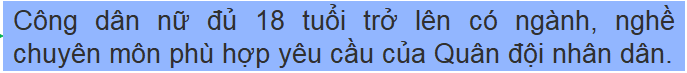 Công dân nữ đủ 18 tuổi trở lên có ngành, nghề
chuyên môn phù hợp yêu cầu của Quân đội nhân dân.